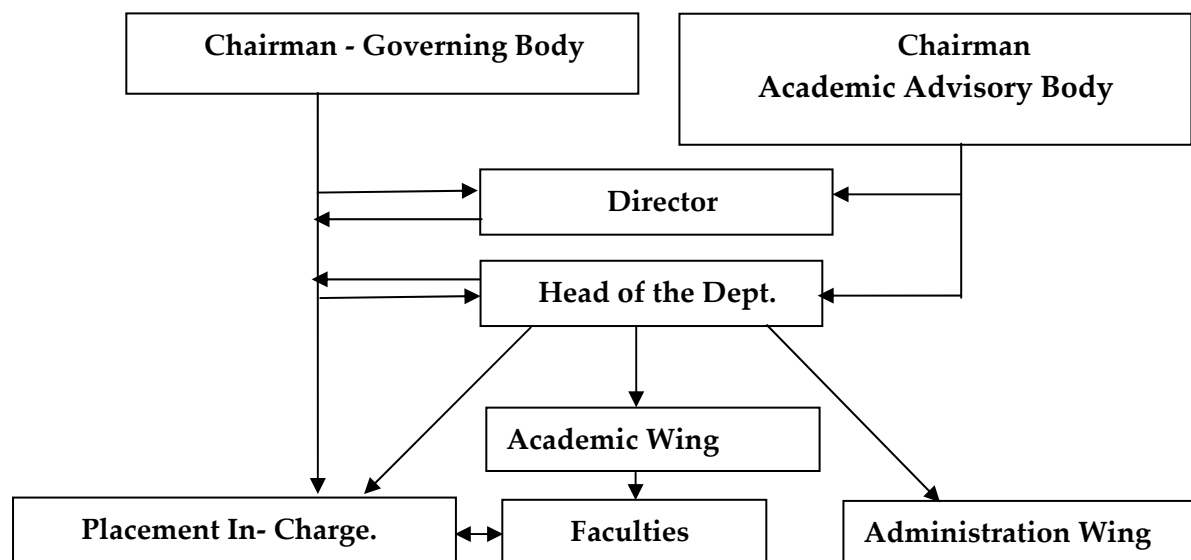 Chairman - Governing Body
Chairman
Academic Advisory Body
Director
Head of the Dept.
Academic Wing
Placement In- Charge.
Faculties
Administration Wing